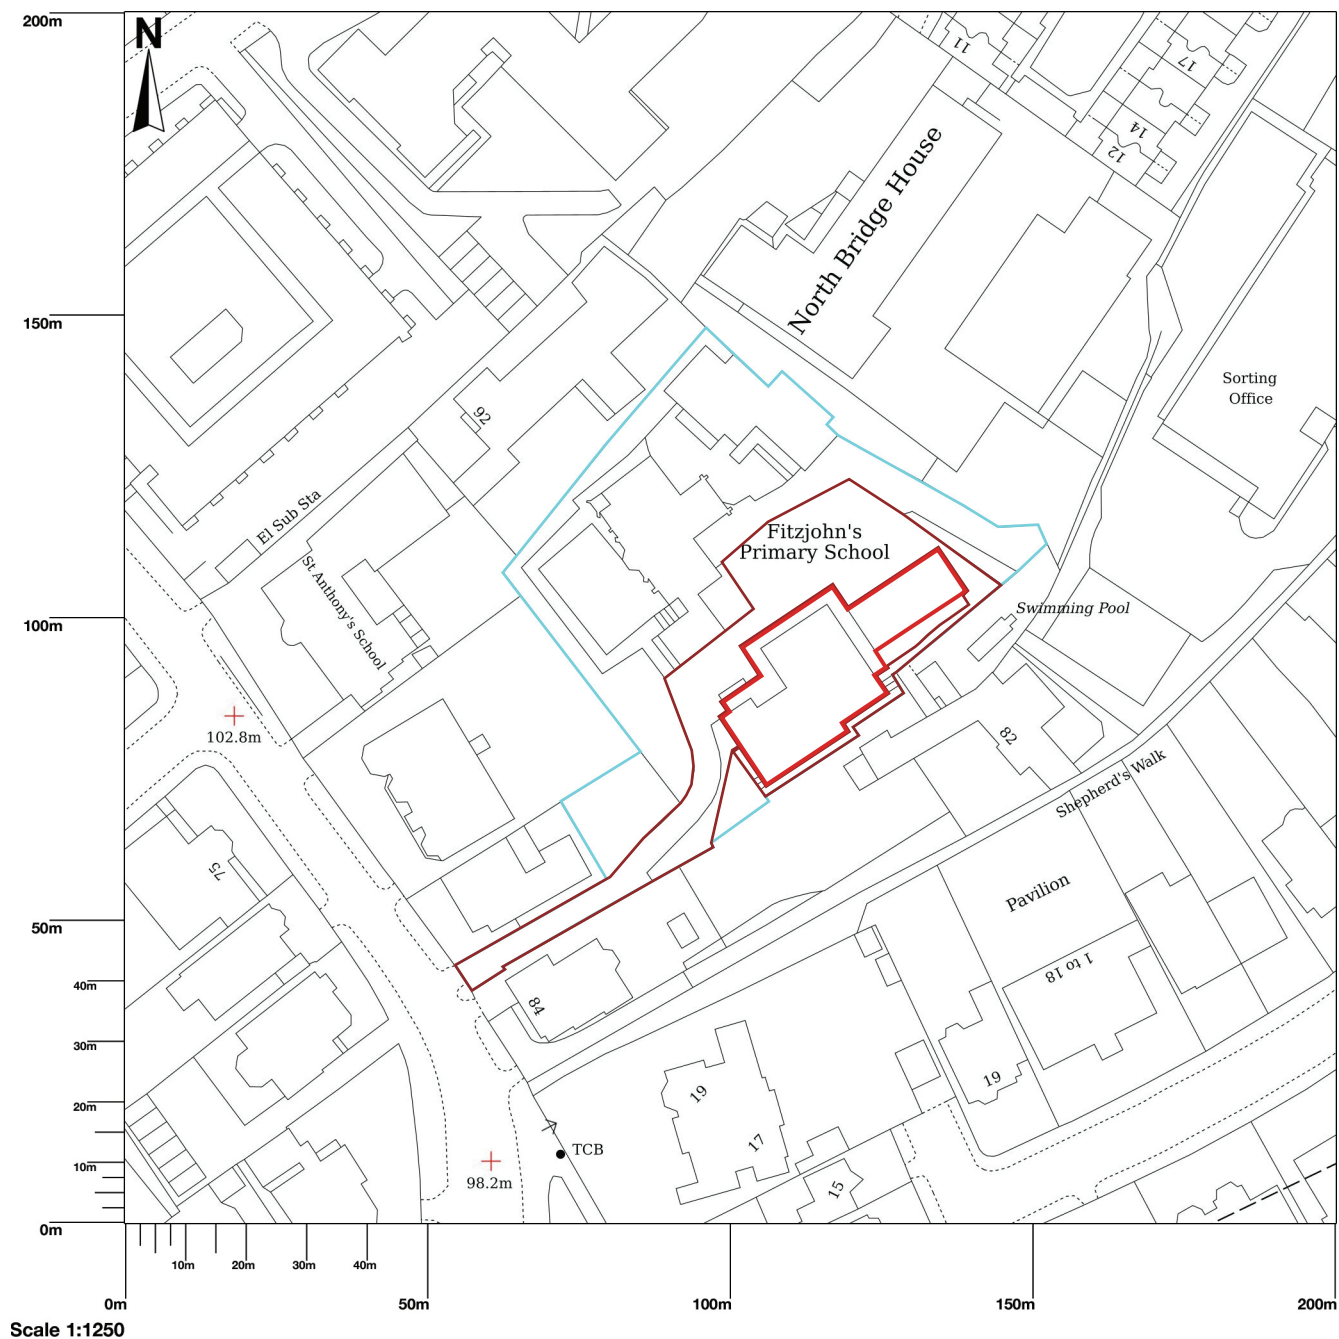 200m
N
11
17
14
12
North Bridge House
150m
Sorting
Office
92
El Sub Sta
St Anthony's School
Fitzjohn's
Primary School
100m
Swimming Pool
102.8m
82
Shepherd's Walk
75
Pavilion
50m
1 to 18
40m
84
30m
19
19
20m
17
TCB
10m
98.2m
15
0m
10m
20m
30m
40m
0m
50m
100m
150m
200m
Scale 1:1250